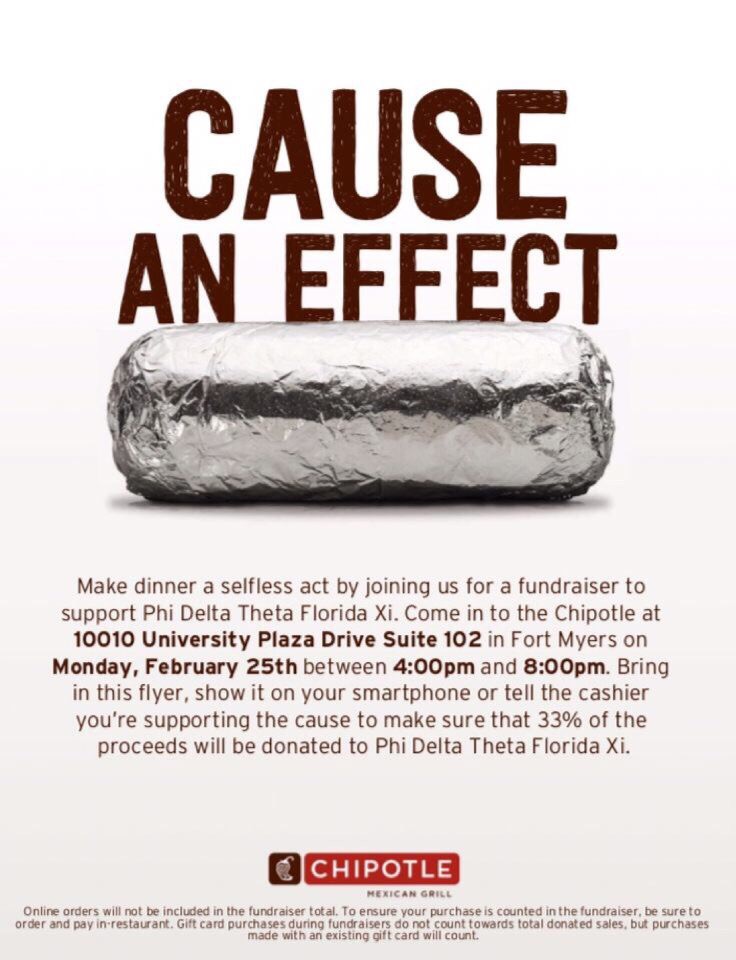 CAUSE
AN EFFECT
Make dinner a selfless act by joining us for a fundraiser to
support Phi Delta Theta Florida Xi. Come in to the Chipotle at
10010 University Plaza Drive Suite 102 in Fort Myers on
Monday, February 25th between 4:00pm and 8:00pm. Bring
in this flyer, show it on your smartphone or tell the cashier
you're supporting the cause to make sure that 33% of the
proceeds will be donated to Phi Delta Theta Florida Xi.
CHIPOTLE
MEXICAN GRILL
Online orders will not be included in the fundraiser total. To ensure your purchase is counted in the fundraiser, be sure to
order and pay in-restaurant. Gift card purchases during fundraisers do not count towards total donated sales, but purchases
made with an existing gift card will count.